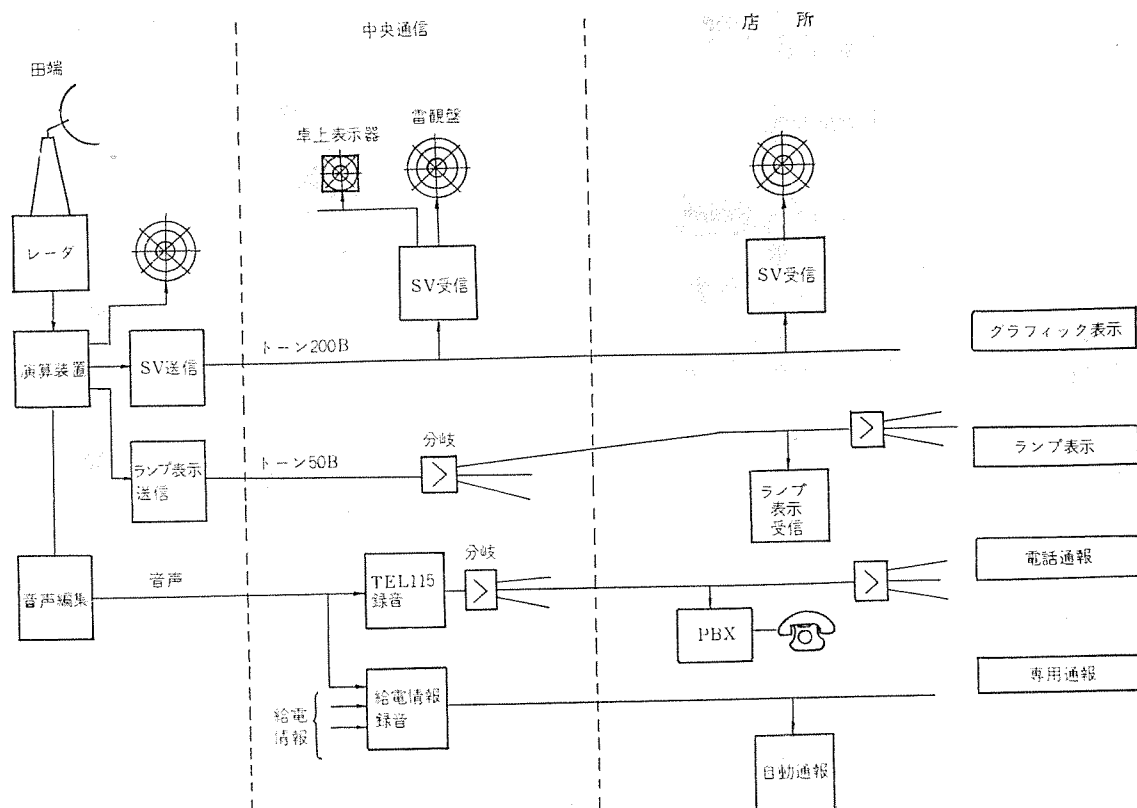 中央通信
店 所
田端
卓上表示器
雷観盤
レーダ
SV受信
SV受信
グラフィック表示
演算装置
SV送信
トーン200B
ランプ表示
送信
トーン50B
分岐
ランプ
表示
受信
ランプ表示
音声編集
音声
TEL115
録音
分岐
PBX
電話通報
給電
情報
給電情報
録音
自動通報
専用通報